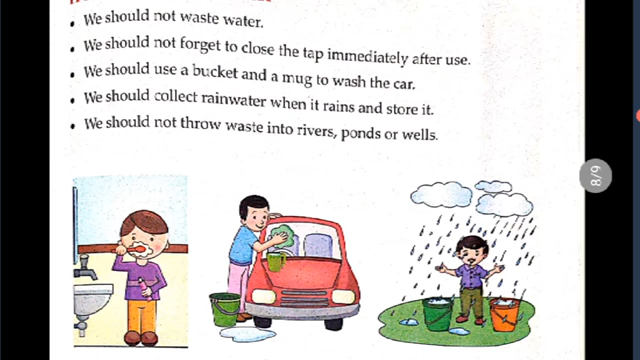 • We should not waste water.
• We should not forget to close the tap immediately after use.
• We should use a bucket and a mug to wash the car.
• We should collect rainwater when it rains and store it.
• We should not throw waste into rivers, ponds or wells.
8/9